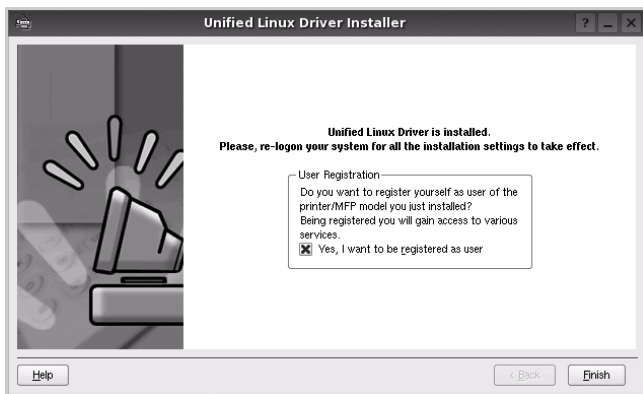 Unified Linux Driver Installer
Unified Linux Driver is installed.
Please, re-logon your system for all the installation settings to take effect.
User Registration
Do you want to register yourself as user of the
printer/MFP model you just installed?
Being registered you will gain access to various
services.
Yes, I want to be registered as user
Help
< Back
Finish